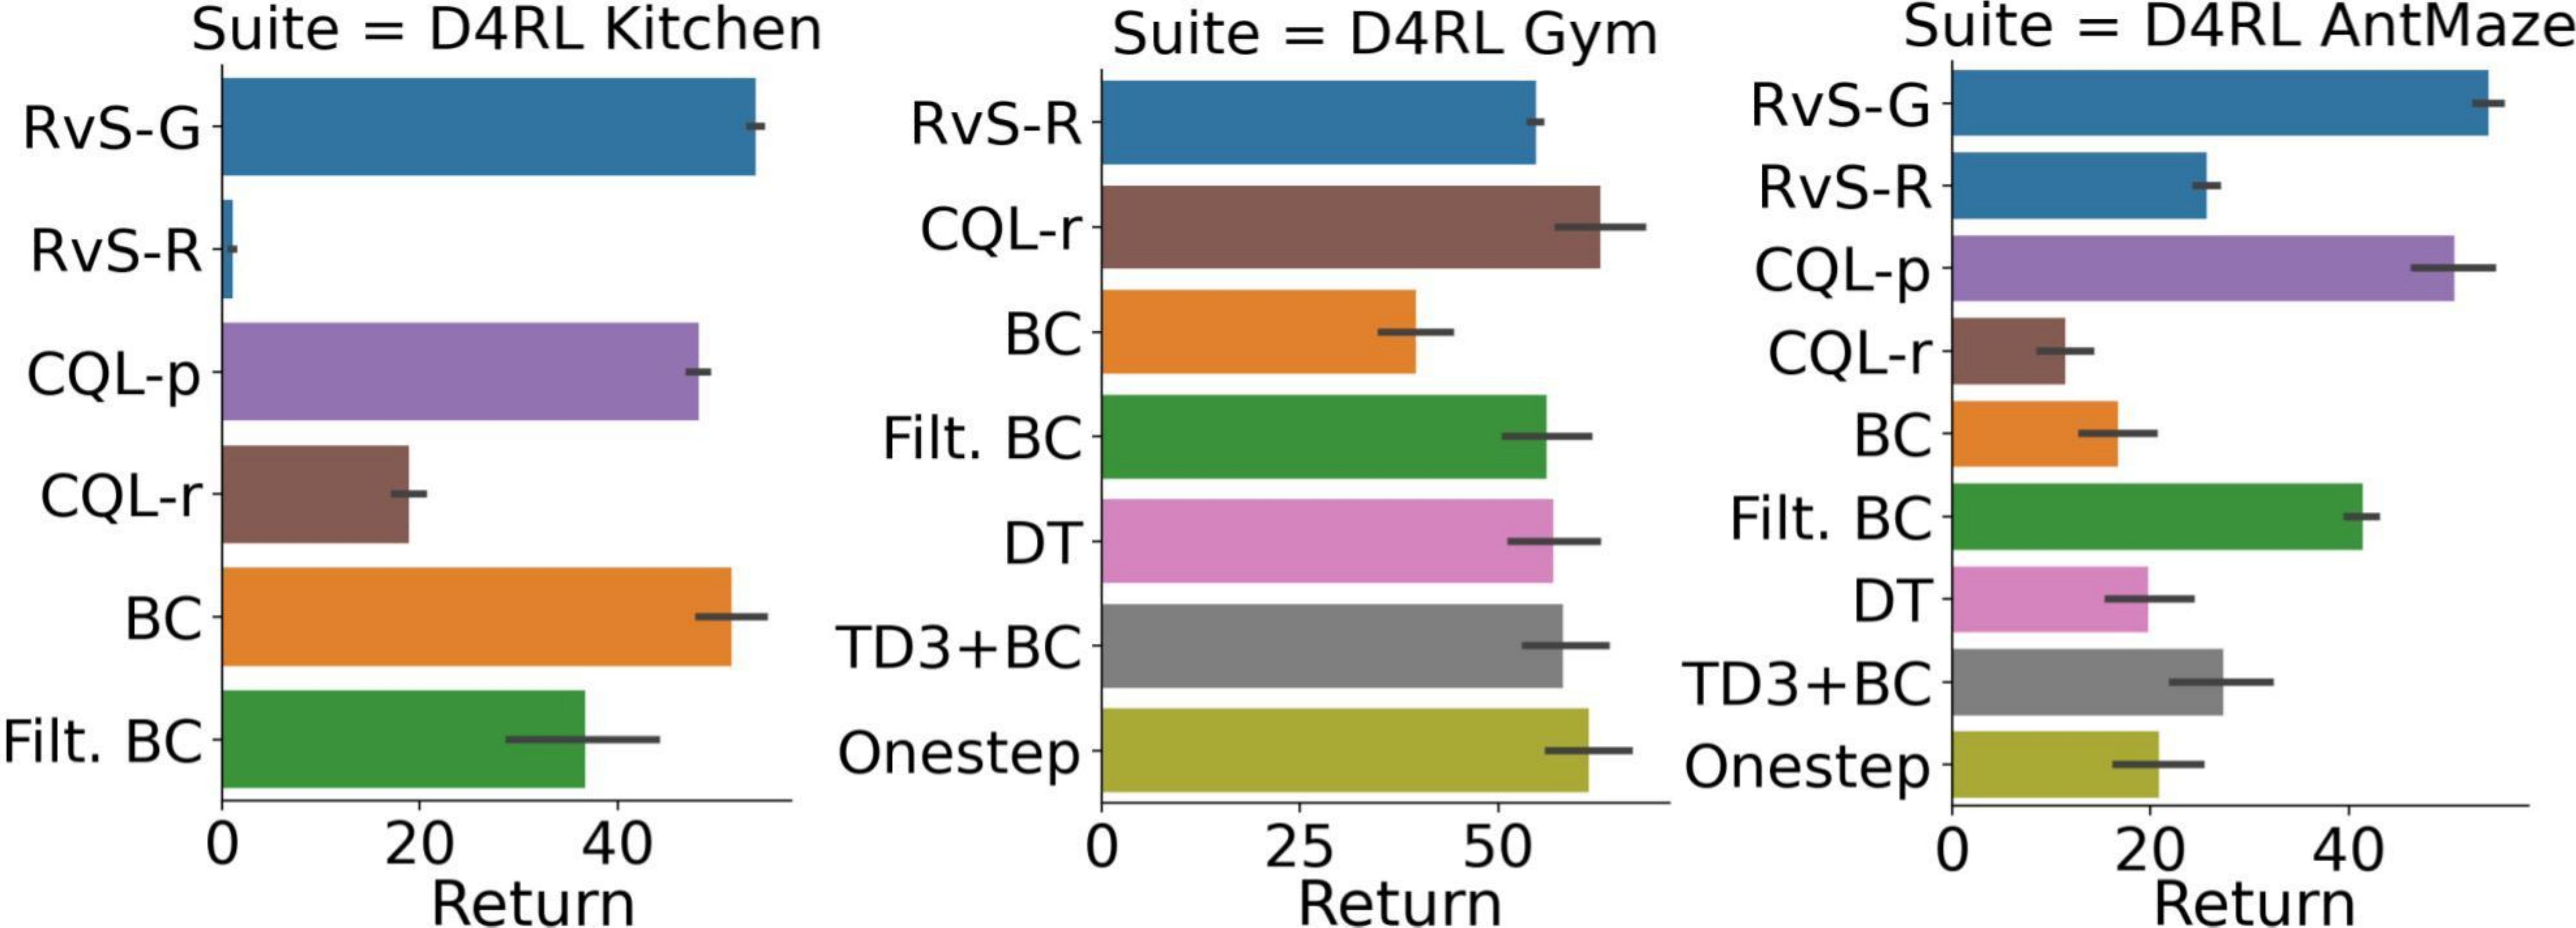 Suite = D4RL Kitchen
RvS-G
RvS-R
CQL-p
CQL-r
BC
Filt. BC
0 20 40
Return
Suite = D4RL Gym
RvS-R
CQL-r
BC
Filt. BC
DT
TD3+BC
Onestep
0 25 50
Return
Suite = D4RL AntMaze
RvS-G
RvS-R
CQL-p
CQL-r
BC
Filt. BC
DT
TD3+BC
Onestep
0 20 40
Return